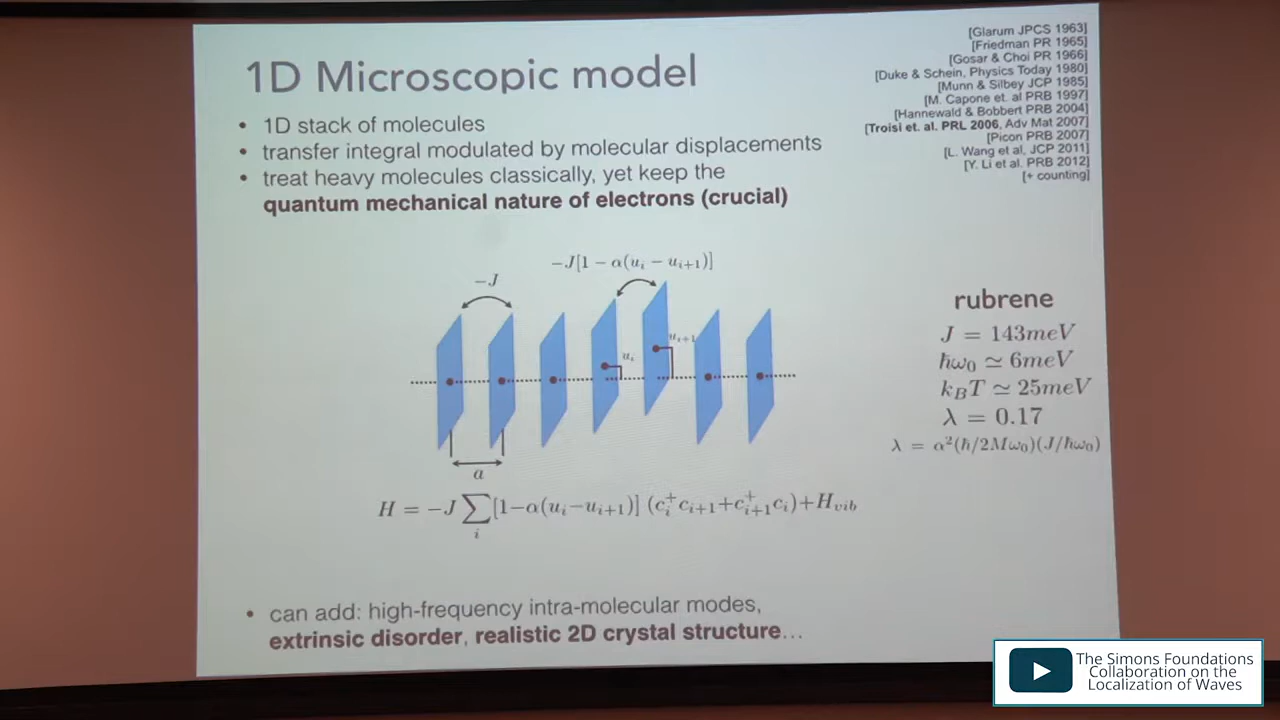 1D Microscopic model
[Glarum JPCS 1963]
[Friedman PR 1965]
[Gosar & Choi PR 1966]
[Duke & Schein, Physics Today 1980]
[Munn & Silbey JCP 1985]
[M. Capone et. al PRB 1997]
[Hannewald & Bobbert PRB 2004]
[Troisi et. al. PRL 2006, Adv Mat 2007]
[Picon PRB 2007]
[L. Wang et al, JCP 2011]
[Y. Li et al. PRB 2012]
[+ counting]
• 1D stack of molecules
• transfer integral modulated by molecular displacements
• treat heavy molecules classically, yet keep the
quantum mechanical nature of electrons (crucial)
−J
−J[1 − α(u_i − u_{i+1})]
u_i
u_{i+1}
a
rubrene
J = 143meV
ħω₀ ≃ 6meV
k_BT ≃ 25meV
λ = 0.17
λ = α²(ħ/2Mω₀)(J/ħω₀)
H = −J ∑_i [1−α(u_i−u_{i+1})] (c_i^+c_{i+1}+c_{i+1}^+c_i)+H_{vib}
• can add: high-frequency intra-molecular modes,
extrinsic disorder, realistic 2D crystal structure...
The Simons Foundations
Collaboration on the
Localization of Waves